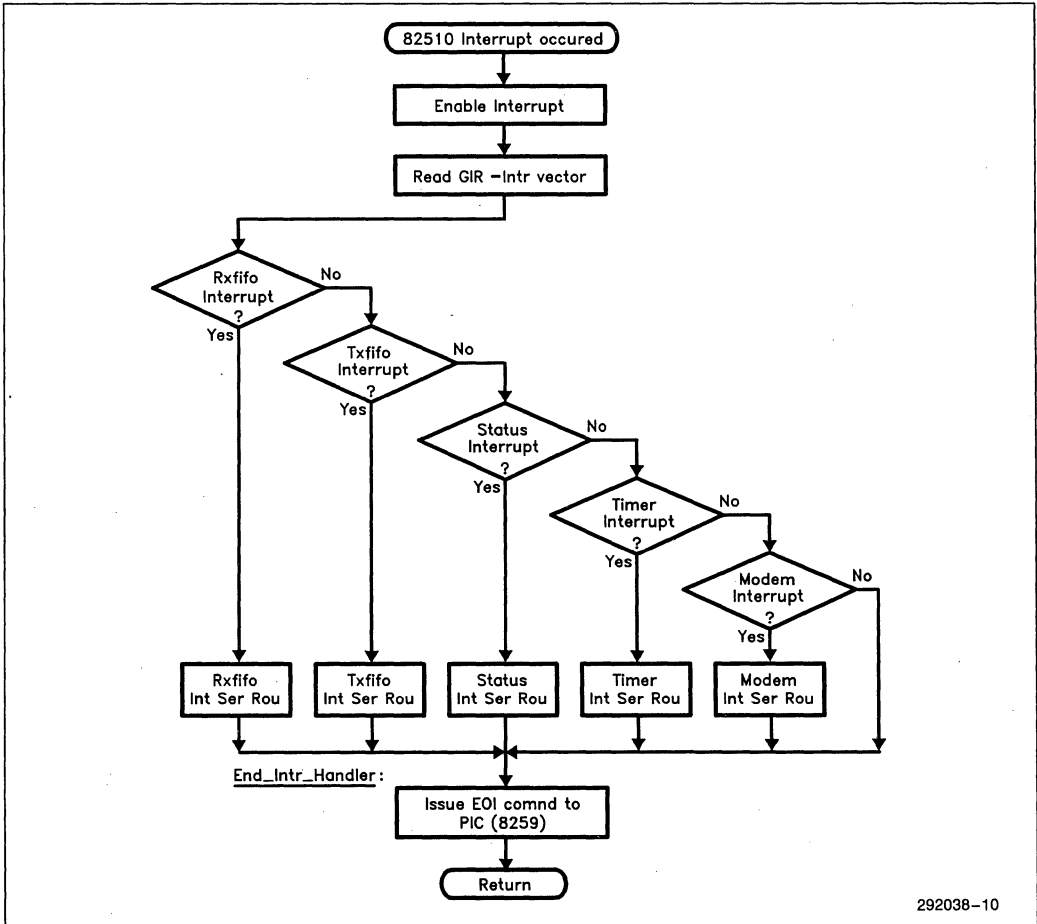 82510 Interrupt occured
Enable Interrupt
Read GIR -Intr vector
Rxfifo
Interrupt
?
No
Yes
Txfifo
Interrupt
?
No
Yes
Status
Interrupt
?
No
Yes
Timer
Interrupt
?
No
Yes
Modem
Interrupt
?
No
Yes
Rxfifo
Int Ser Rou
Txfifo
Int Ser Rou
Status
Int Ser Rou
Timer
Int Ser Rou
Modem
Int Ser Rou
End_Intr_Handler:
Issue EOI comnd to
PIC (8259)
Return
292038-10